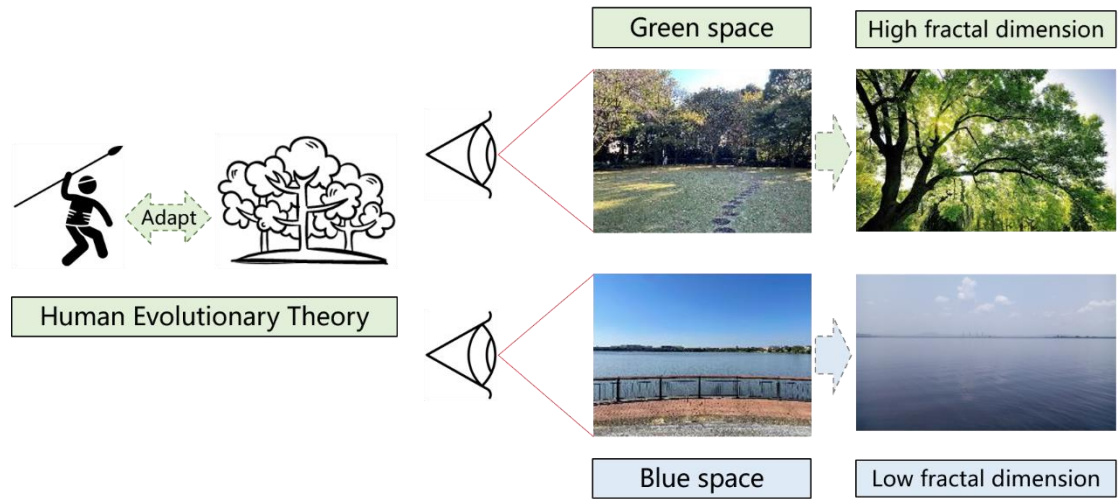 Green space
High fractal dimension
Adapt
Human Evolutionary Theory
Blue space
Low fractal dimension